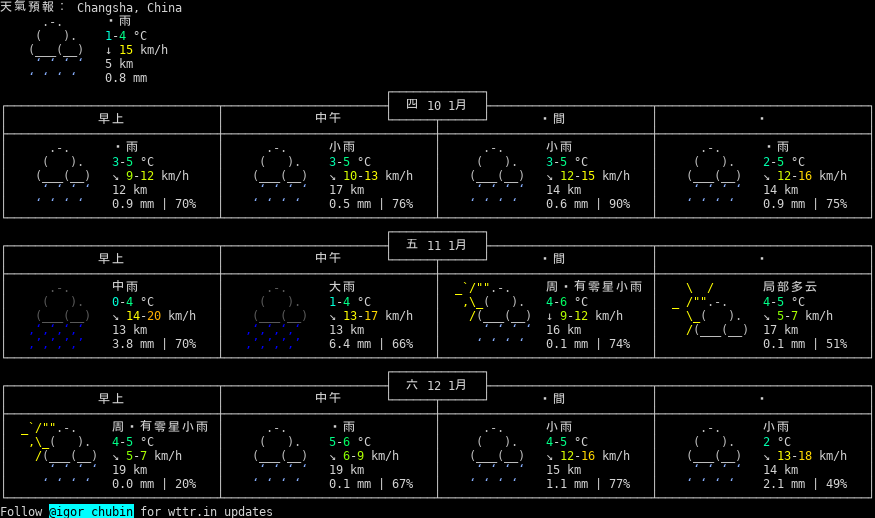 天氣預報： Changsha, China
・雨
1-4 °C
↓ 15 km/h
5 km
0.8 mm
四 10 1月
早上 中午 ・間 ・
・雨 小雨 小雨 ・雨
3-5 °C 3-5 °C 3-5 °C 2-5 °C
↘ 9-12 km/h ↘ 10-13 km/h ↘ 12-15 km/h ↘ 12-16 km/h
12 km 17 km 14 km 14 km
0.9 mm | 70% 0.5 mm | 76% 0.6 mm | 90% 0.9 mm | 75%
五 11 1月
早上 中午 ・間 ・
中雨 大雨 周・有零星小雨 局部多云
0-4 °C 1-4 °C 4-6 °C 4-5 °C
↘ 14-20 km/h ↘ 13-17 km/h ↓ 9-12 km/h ↘ 5-7 km/h
13 km 13 km 16 km 17 km
3.8 mm | 70% 6.4 mm | 66% 0.1 mm | 74% 0.1 mm | 51%
六 12 1月
早上 中午 ・間 ・
周・有零星小雨 ・雨 小雨 小雨
4-5 °C 5-6 °C 4-5 °C 2 °C
↘ 5-7 km/h ↘ 6-9 km/h ↘ 12-16 km/h ↘ 13-18 km/h
19 km 19 km 15 km 14 km
0.0 mm | 20% 0.1 mm | 67% 1.1 mm | 77% 2.1 mm | 49%
Follow @igor_chubin for wttr.in updates